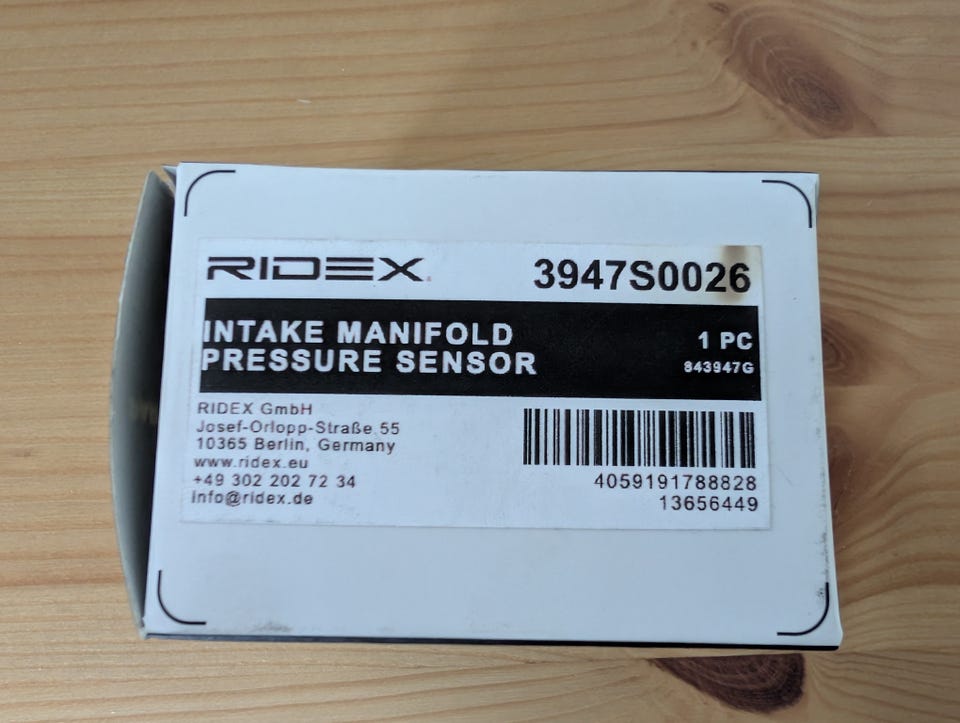 RIDEX
3947S0026
INTAKE MANIFOLD
PRESSURE SENSOR
1 PC
843947G
RIDEX GmbH
Josef-Orlopp-Straße 55
10365 Berlin, Germany
www.ridex.eu
+49 302 202 72 34
info@ridex.de
4059191788828
13656449